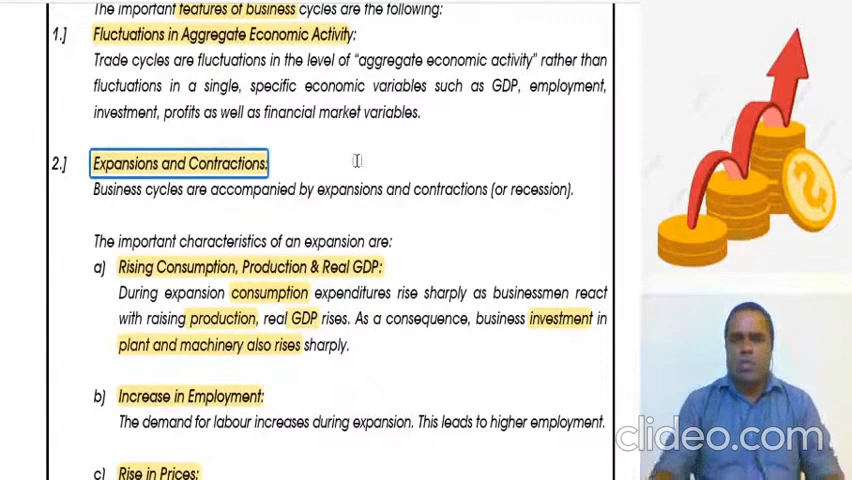 The important features of business cycles are the following:
1.] Fluctuations in Aggregate Economic Activity:
Trade cycles are fluctuations in the level of “aggregate economic activity” rather than
fluctuations in a single, specific economic variables such as GDP, employment,
investment, profits as well as financial market variables.
2.] Expansions and Contractions:
Business cycles are accompanied by expansions and contractions (or recession).
The important characteristics of an expansion are:
a) Rising Consumption, Production & Real GDP:
During expansion consumption expenditures rise sharply as businessmen react
with raising production, real GDP rises. As a consequence, business investment in
plant and machinery also rises sharply.
b) Increase in Employment:
The demand for labour increases during expansion. This leads to higher employment.
c) Rise in Prices:
clideo.com